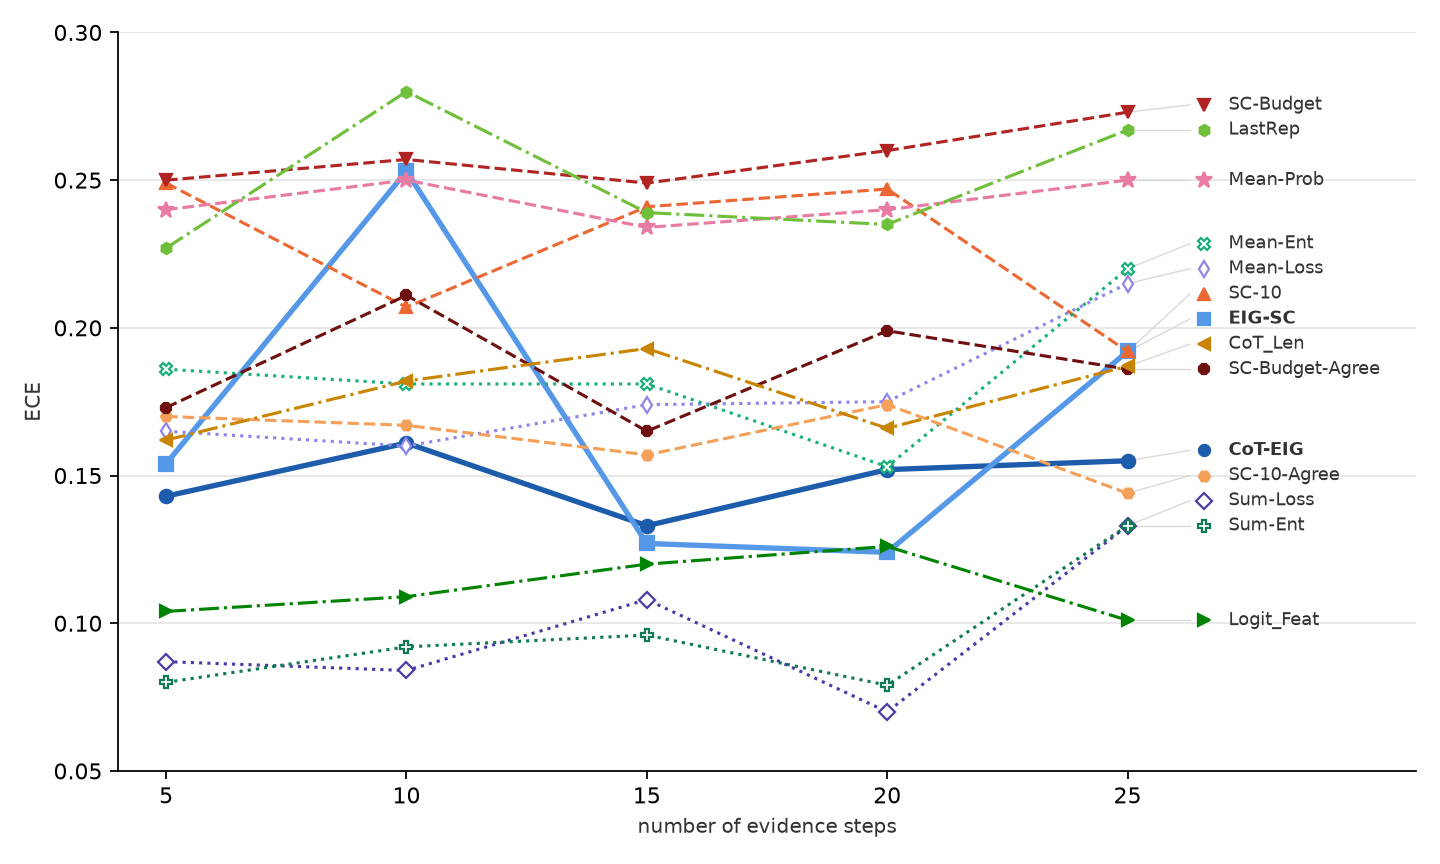 0.30
0.25
0.20
0.15
0.10
0.05
ECE
5 10 15 20 25
number of evidence steps
SC-Budget
LastRep
Mean-Prob
Mean-Ent
Mean-Loss
SC-10
EIG-SC
CoT_Len
SC-Budget-Agree
CoT-EIG
SC-10-Agree
Sum-Loss
Sum-Ent
Logit_Feat